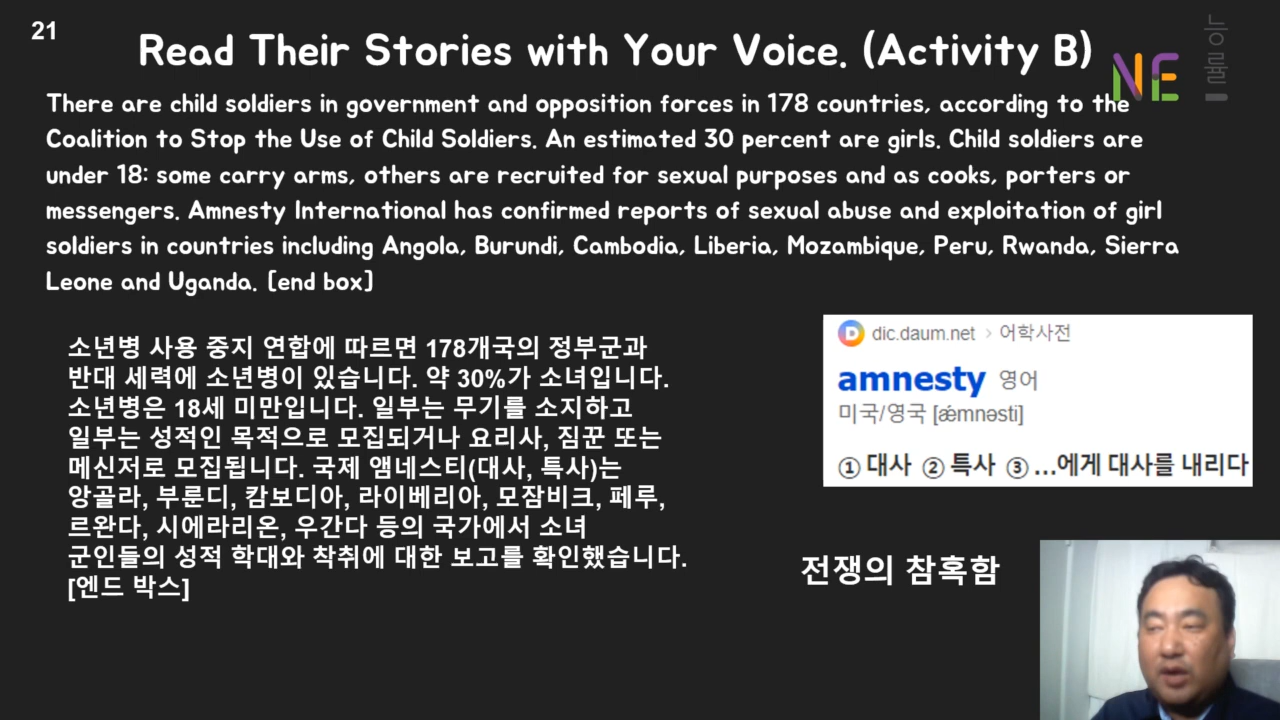 21
Read Their Stories with Your Voice. (Activity B)
NE
능률
There are child soldiers in government and opposition forces in 178 countries, according to the
Coalition to Stop the Use of Child Soldiers. An estimated 30 percent are girls. Child soldiers are
under 18: some carry arms, others are recruited for sexual purposes and as cooks, porters or
messengers. Amnesty International has confirmed reports of sexual abuse and exploitation of girl
soldiers in countries including Angola, Burundi, Cambodia, Liberia, Mozambique, Peru, Rwanda, Sierra
Leone and Uganda. [end box]
소년병 사용 중지 연합에 따르면 178개국의 정부군과
반대 세력에 소년병이 있습니다. 약 30%가 소녀입니다.
소년병은 18세 미만입니다. 일부는 무기를 소지하고
일부는 성적인 목적으로 모집되거나 요리사, 짐꾼 또는
메신저로 모집됩니다. 국제 앰네스티(대사, 특사)는
앙골라, 부룬디, 캄보디아, 라이베리아, 모잠비크, 페루,
르완다, 시에라리온, 우간다 등의 국가에서 소녀
군인들의 성적 학대와 착취에 대한 보고를 확인했습니다.
[엔드 박스]
dic.daum.net › 어학사전
amnesty 영어
미국/영국 [ǽmnəsti]
① 대사 ② 특사 ③ …에게 대사를 내리다
전쟁의 참혹함